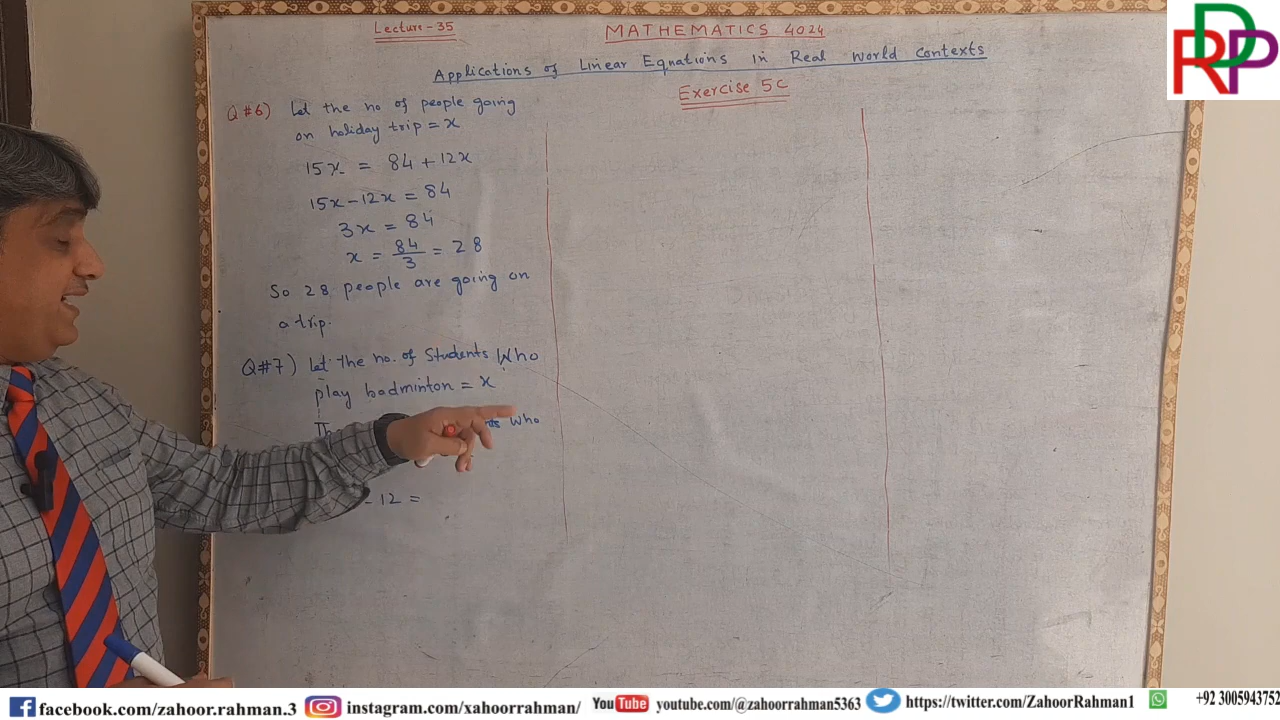 Lecture-35
MATHEMATICS 4024
Applications of Linear Equations in Real world contexts
Exercise 5C
Q#6) Let the no of people going
on holiday trip = x
15x = 84 + 12x
15x - 12x = 84
3x = 84
x = 84/3 = 28
So 28 people are going on
a trip.
Q#7) Let the no. of Students Who
play badminton = x
Who
- 12 =
RDP
facebook.com/zahoor.rahman.3
instagram.com/xahoorrahman/
YouTube youtube.com/@zahoorrahman5363
https://twitter.com/ZahoorRahman1
+92 3005943752